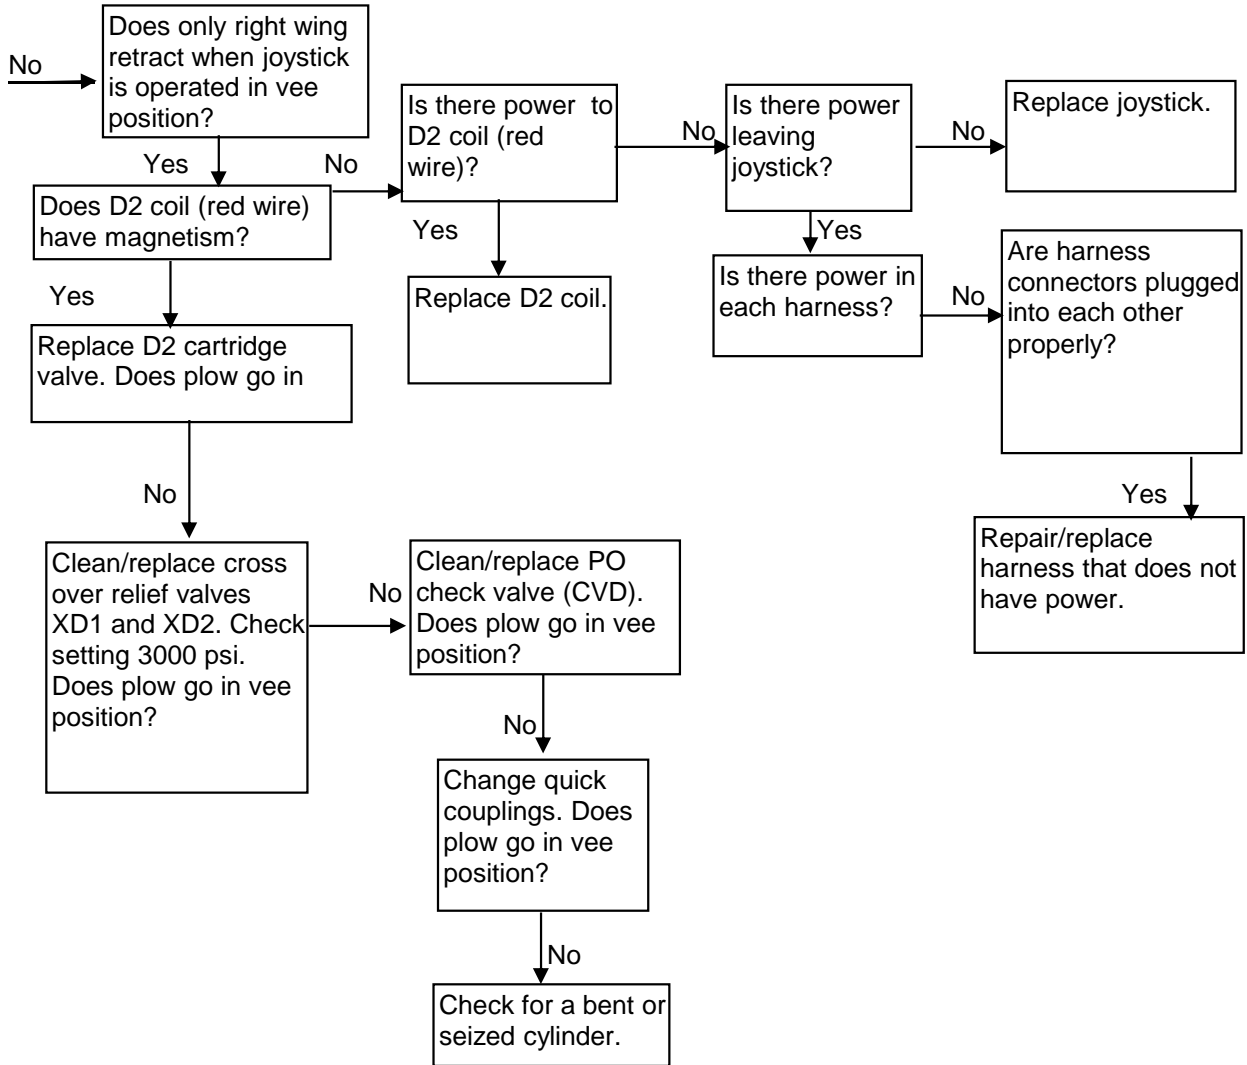 No
Does only right wing
retract when joystick
is operated in vee
position?
Yes
Does D2 coil (red wire)
have magnetism?
No
Is there power to
D2 coil (red
wire)?
No
Is there power
leaving
joystick?
No
Replace joystick.
Yes
Replace D2 coil.
Yes
Is there power in
each harness?
No
Are harness
connectors plugged
into each other
properly?
Yes
Repair/replace
harness that does not
have power.
Yes
Replace D2 cartridge
valve. Does plow go in
No
Clean/replace cross
over relief valves
XD1 and XD2. Check
setting 3000 psi.
Does plow go in vee
position?
No
Clean/replace PO
check valve (CVD).
Does plow go in vee
position?
No
Change quick
couplings. Does
plow go in vee
position?
No
Check for a bent or
seized cylinder.